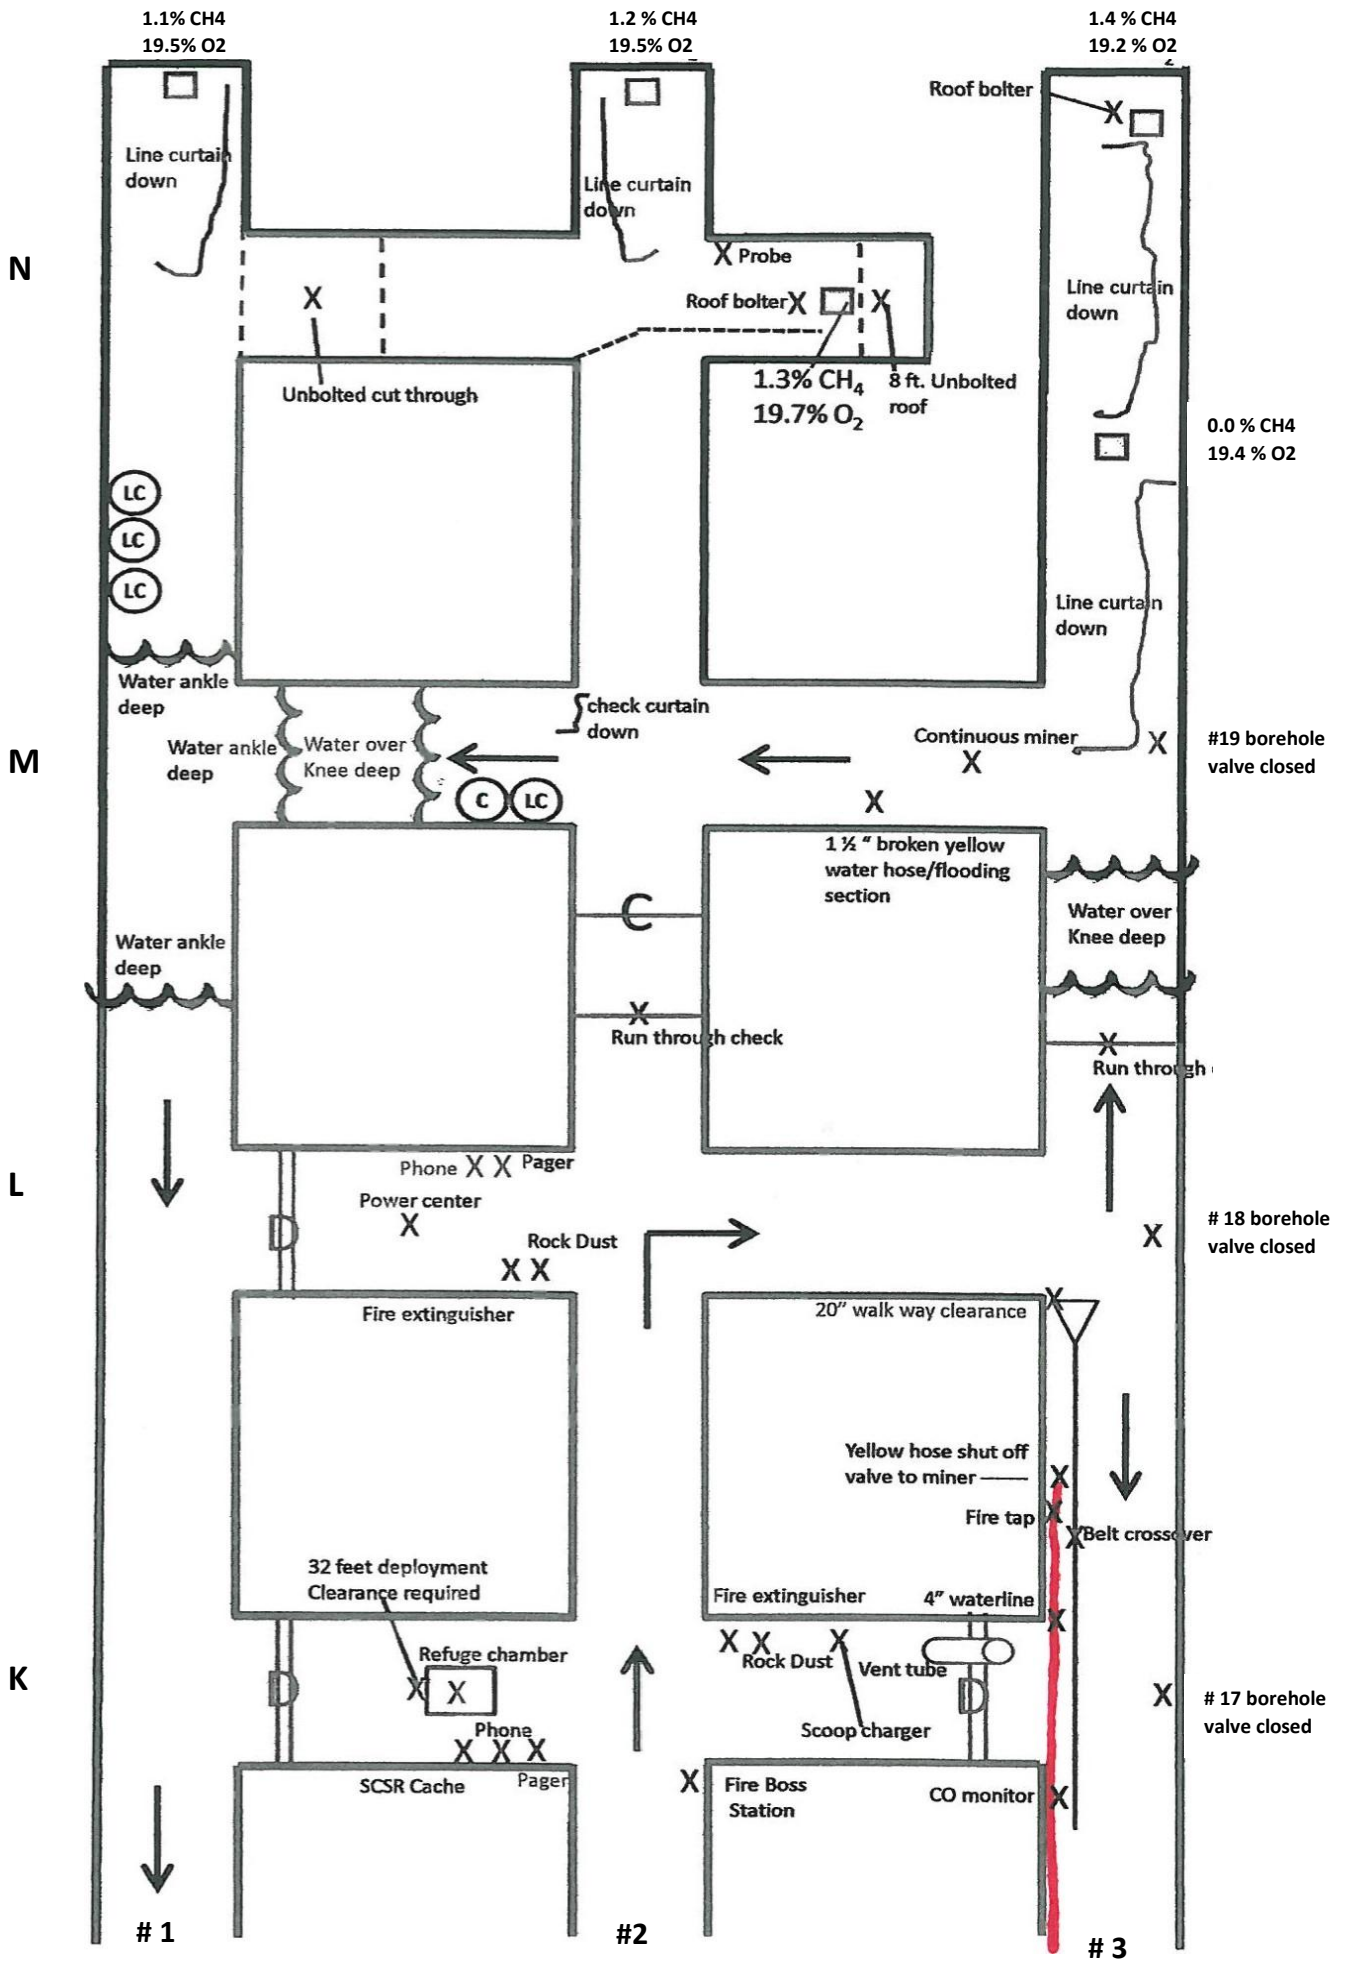 1.1% CH4
19.5% O2
1.2 % CH4
19.5% O2
1.4 % CH4
19.2 % O2
Roof bolter
X
Line curtain
down
Line curtain
down
N
X Probe
Roof bolter X
X
X
Line curtain
down
Unbolted cut through
1.3% CH4
19.7% O2
8 ft. Unbolted
roof
0.0 % CH4
19.4 % O2
LC
LC
LC
Line curtain
down
Water ankle
deep
check curtain
down
M
Water ankle
deep
Water over
Knee deep
Continuous miner
X
X
#19 borehole
valve closed
C
LC
X
1 ½ " broken yellow
water hose/flooding
section
C
Water over
Knee deep
Water ankle
deep
X
Run through check
X
Run through
L
Phone X X Pager
Power center
X
D
Rock Dust
X X
X
# 18 borehole
valve closed
Fire extinguisher
20" walk way clearance
X
Yellow hose shut off
valve to miner
X
Fire tap
X
X
Belt crossover
32 feet deployment
Clearance required
Fire extinguisher
4" waterline
X
K
D
Refuge chamber
X
X
X X
Rock Dust
X
Vent tube
D
X
# 17 borehole
valve closed
Scoop charger
Phone
X X X
SCSR Cache
Pager
X
Fire Boss
Station
CO monitor
X
# 1
#2
# 3